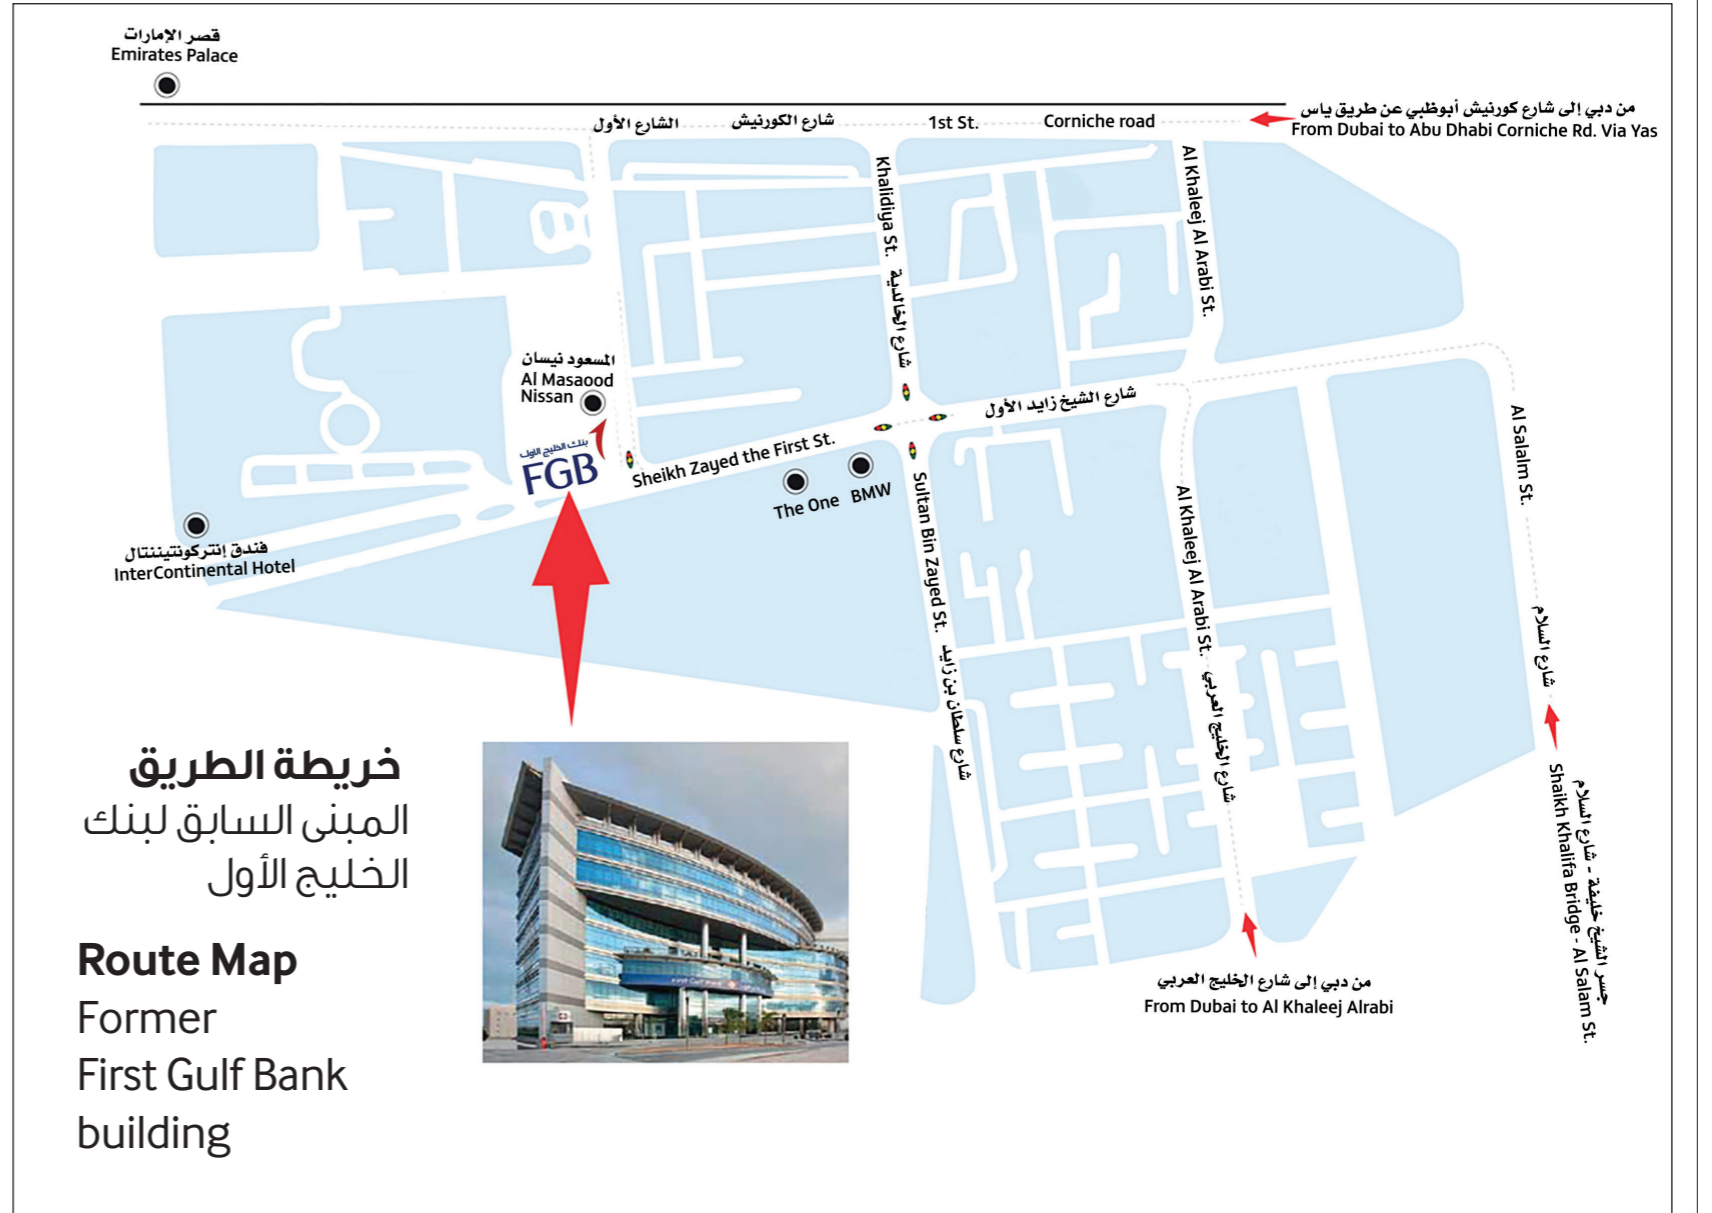 قصر الإمارات
Emirates Palace
من دبي إلى شارع كورنيش أبوظبي عن طريق ياس
From Dubai to Abu Dhabi Corniche Rd. Via Yas
الشارع الأول
شارع الكورنيش
1st St.
Corniche road
Khalidiya St.
شارع الخالدية
Al Khaleej Al Arabi St.
المسعود نيسان
Al Masaood
Nissan
بنك الخليج الأول
FGB
Sheikh Zayed the First St.
شارع الشيخ زايد الأول
The One
BMW
فندق إنتركونتيننتال
InterContinental Hotel
Sultan Bin Zayed St.
شارع سلطان بن زايد
Al Khaleej Al Arabi St.
شارع الخليج العربي
Al Salalm St.
شارع السلام
جسر الشيخ خليفة - شارع السلام
Shaikh Khalifa Bridge - Al Salam St.
من دبي إلى شارع الخليج العربي
From Dubai to Al Khaleej Alrabi
خريطة الطريق
المبنى السابق لبنك
الخليج الأول
Route Map
Former
First Gulf Bank
building